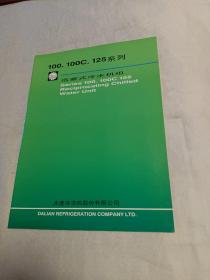 100. 100C. 125系列
活塞式冷水机组
Series 100. 100C 125
Reciprocating Chilled
Water Unit
大连冷冻机股份有限公司
DALIAN REFRIGERATION COMPANY LTD.